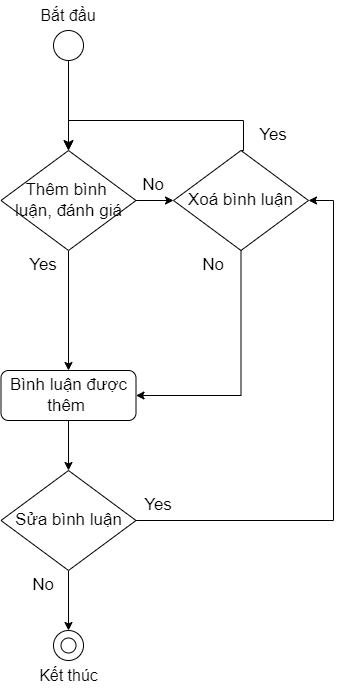 Bắt đầu
Yes
Thêm bình
luận, đánh giá
No
Xoá bình luận
Yes
No
Bình luận được
thêm
Yes
Sửa bình luận
No
Kết thúc